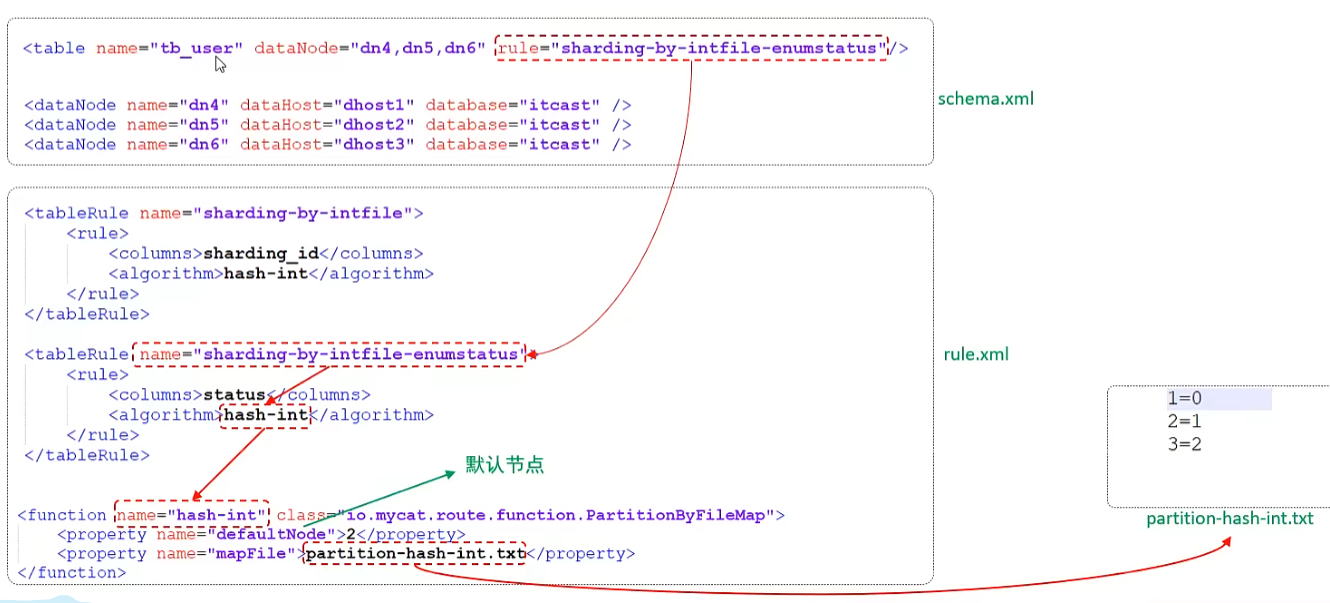 <table name="tb_user" dataNode="dn4,dn5,dn6" rule="sharding-by-intfile-enumstatus"/>
<dataNode name="dn4" dataHost="dhost1" database="itcast" />
<dataNode name="dn5" dataHost="dhost2" database="itcast" />
<dataNode name="dn6" dataHost="dhost3" database="itcast" />
schema.xml
<tableRule name="sharding-by-intfile">
<rule>
<columns>sharding_id</columns>
<algorithm>hash-int</algorithm>
</rule>
</tableRule>
<tableRule name="sharding-by-intfile-enumstatus"
<rule>
<columns>status</columns>
<algorithm>hash-int</algorithm>
</rule>
</tableRule>
rule.xml
默认节点
<function name="hash-int" class="io.mycat.route.function.PartitionByFileMap">
<property name="defaultNode">2</property>
<property name="mapFile">partition-hash-int.txt</property>
</function>
1=0
2=1
3=2
partition-hash-int.txt